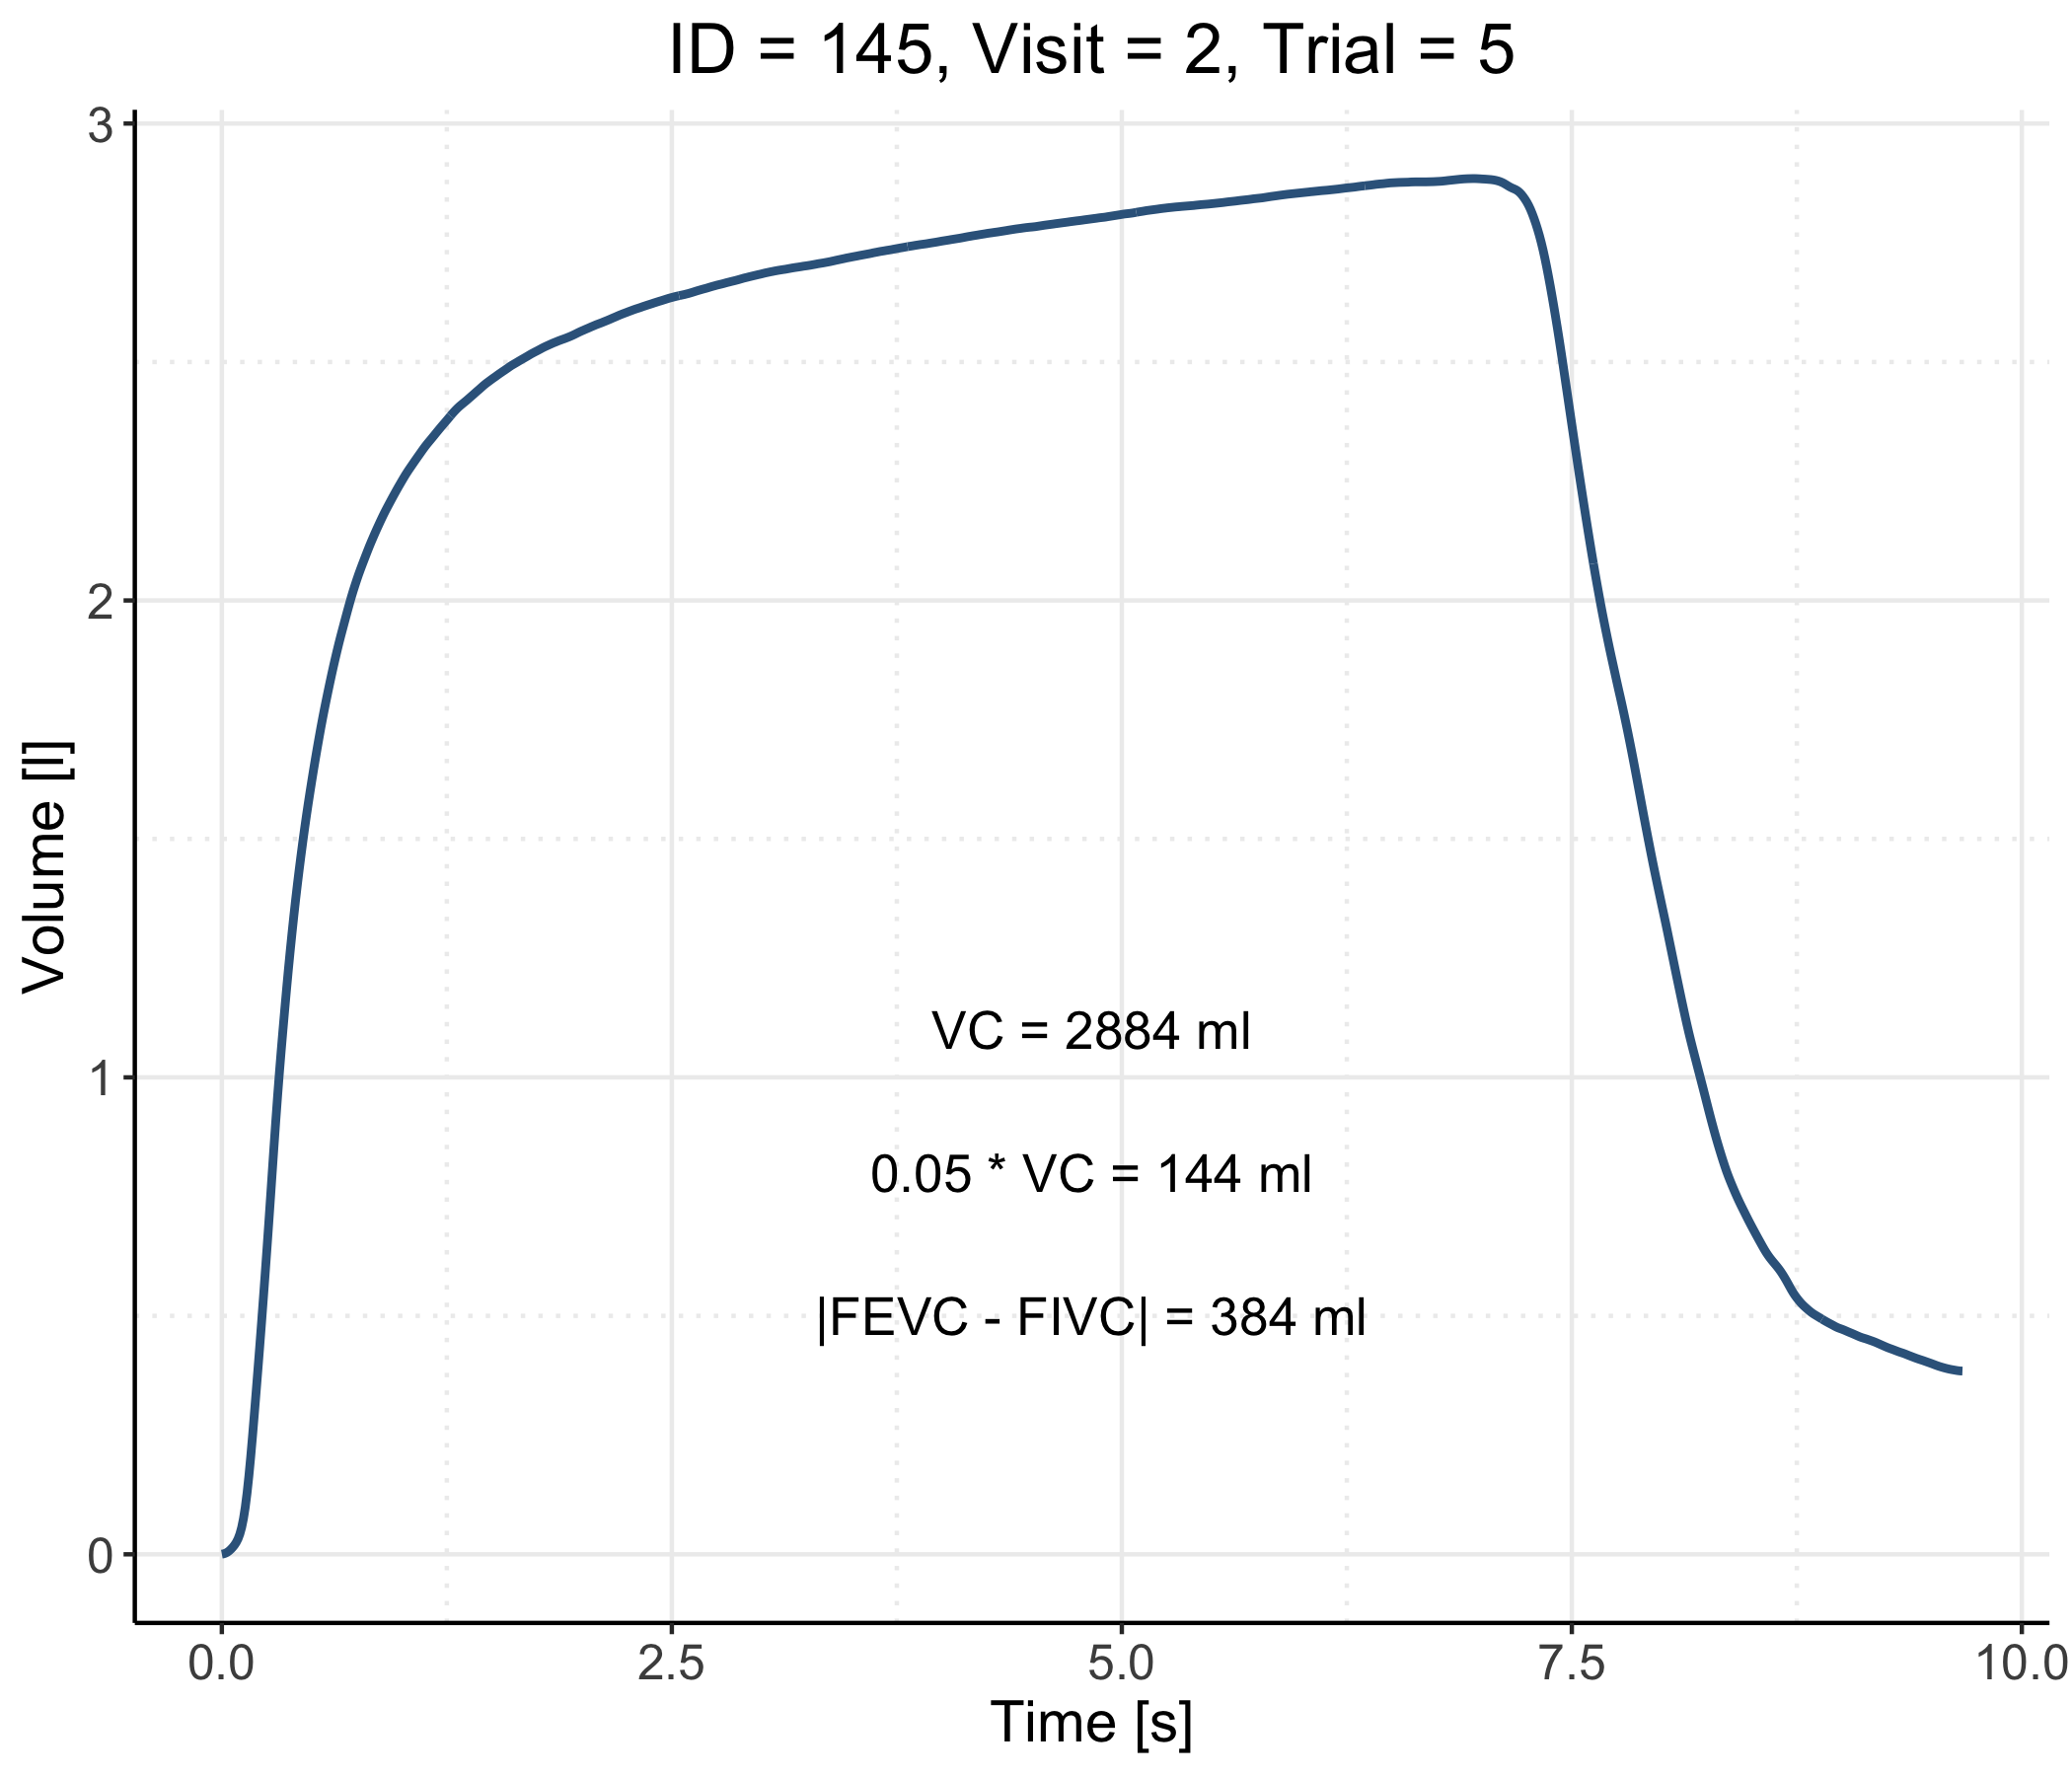 ID = 145, Visit = 2, Trial = 5
3
2
1
0
Volume [l]
VC = 2884 ml
0.05 * VC = 144 ml
|FEVC - FIVC| = 384 ml
0.0 2.5 5.0 7.5 10.0
Time [s]